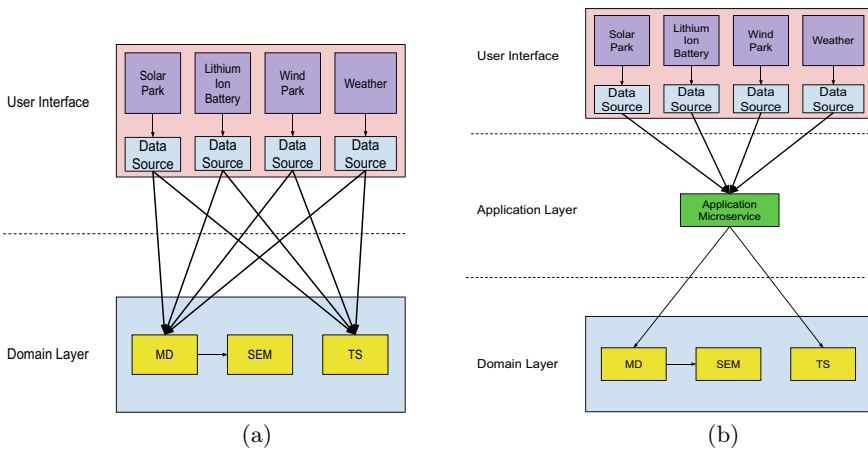 User Interface
Solar
Park
Lithium
Ion
Battery
Wind
Park
Weather
Data
Source
Data
Source
Data
Source
Data
Source
Domain Layer
MD
SEM
TS
(a)
User Interface
Solar
Park
Lithium
Ion
Battery
Wind
Park
Weather
Data
Source
Data
Source
Data
Source
Data
Source
Application Layer
Application
Microservice
Domain Layer
MD
SEM
TS
(b)